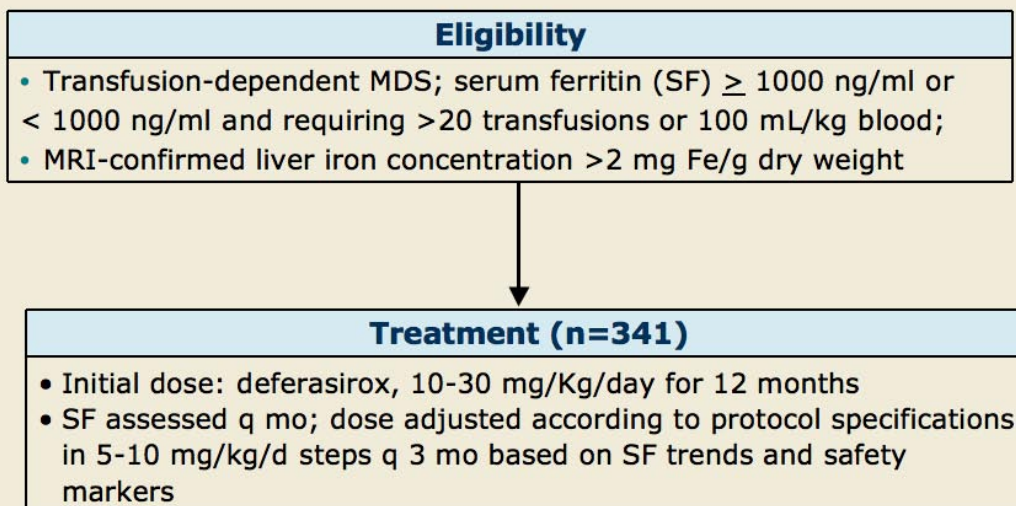 Eligibility
• Transfusion-dependent MDS; serum ferritin (SF) ≥ 1000 ng/ml or
< 1000 ng/ml and requiring >20 transfusions or 100 mL/kg blood;
• MRI-confirmed liver iron concentration >2 mg Fe/g dry weight
Treatment (n=341)
• Initial dose: deferasirox, 10-30 mg/Kg/day for 12 months
• SF assessed q mo; dose adjusted according to protocol specifications
in 5-10 mg/kg/d steps q 3 mo based on SF trends and safety
markers